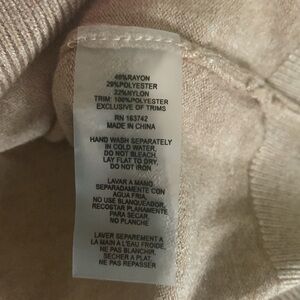 49%RAYON
29%POLYESTER
22%NYLON
TRIM: 100%POLYESTER
EXCLUSIVE OF TRIMS
RN 163742
MADE IN CHINA
HAND WASH SEPARATELY
IN COLD WATER,
DO NOT BLEACH,
LAY FLAT TO DRY,
DO NOT IRON
LAVAR A MANO
SEPARADAMENTE CON
AGUA FRIA,
NO USE BLANQUEADOR,
RECOSTAR PLANAMENTE
PARA SECAR,
NO PLANCHE
LAVER SEPAREMENT A
LA MAIN A L'EAU FROIDE,
NE PAS BLANCHIR,
SECHER A PLAT,
NE PAS REPASSER